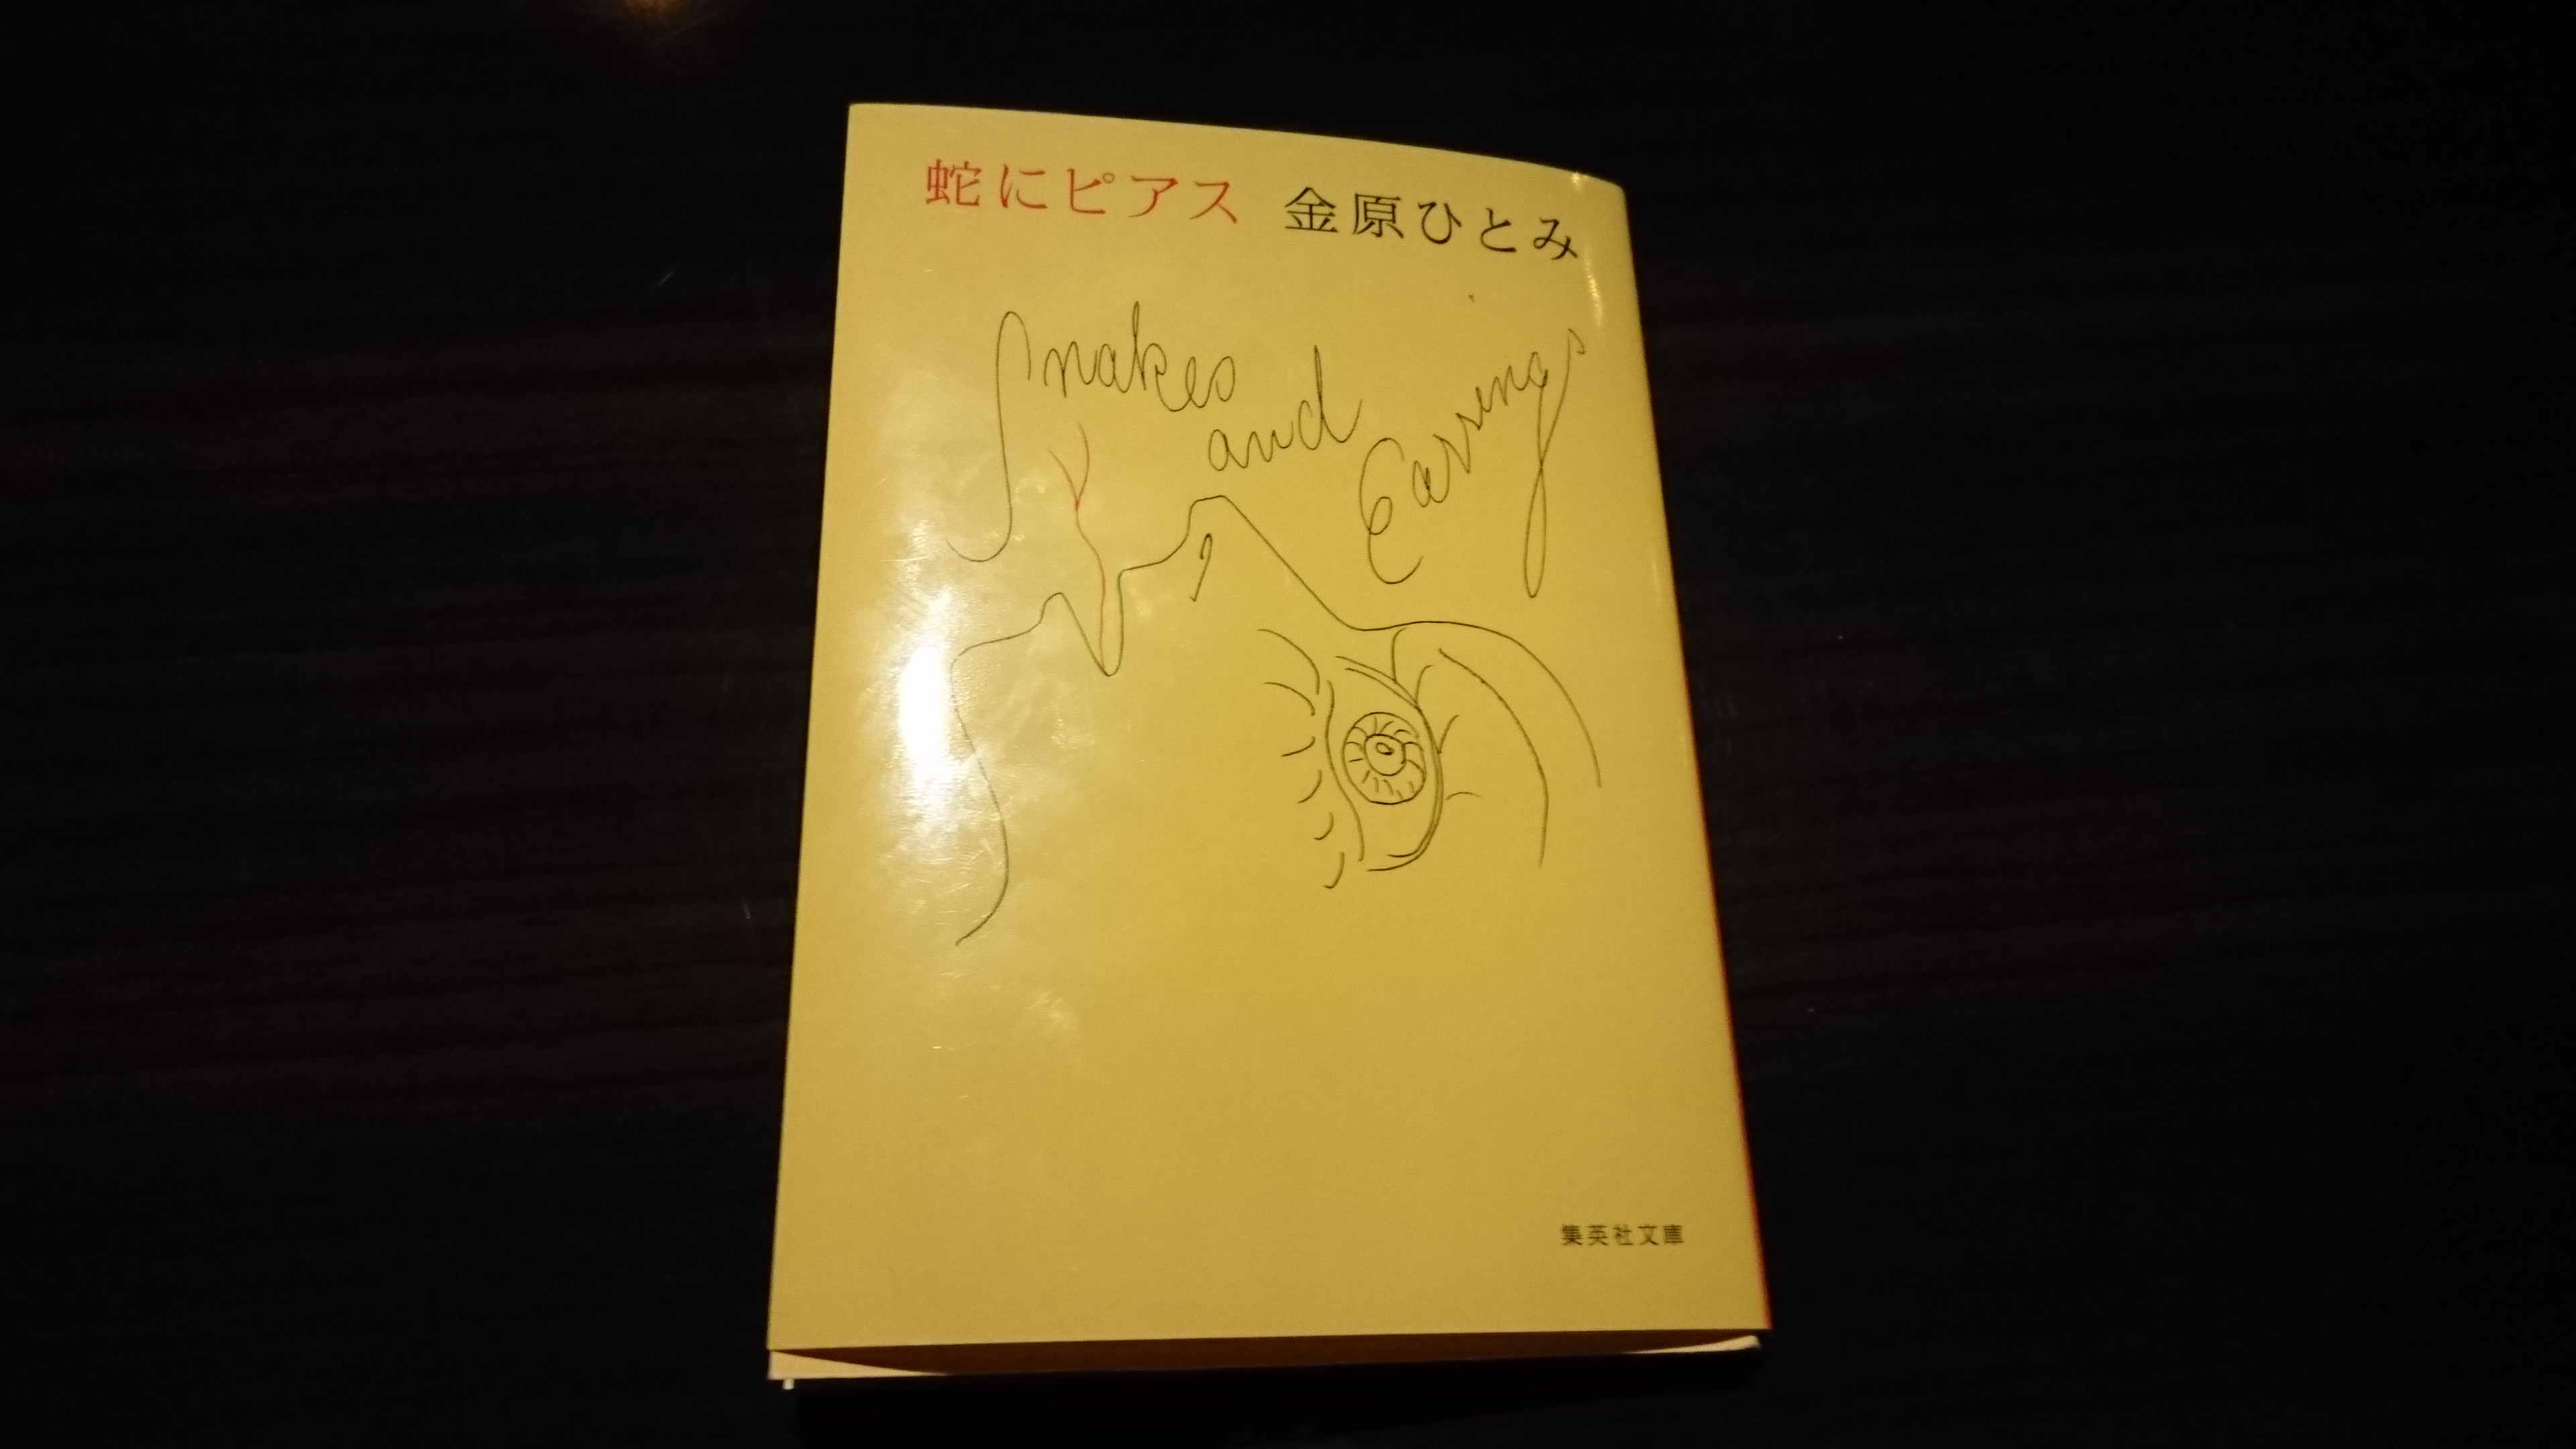 蛇にピアス 金原ひとみ
Snakes
and
Earrings
集英社文庫